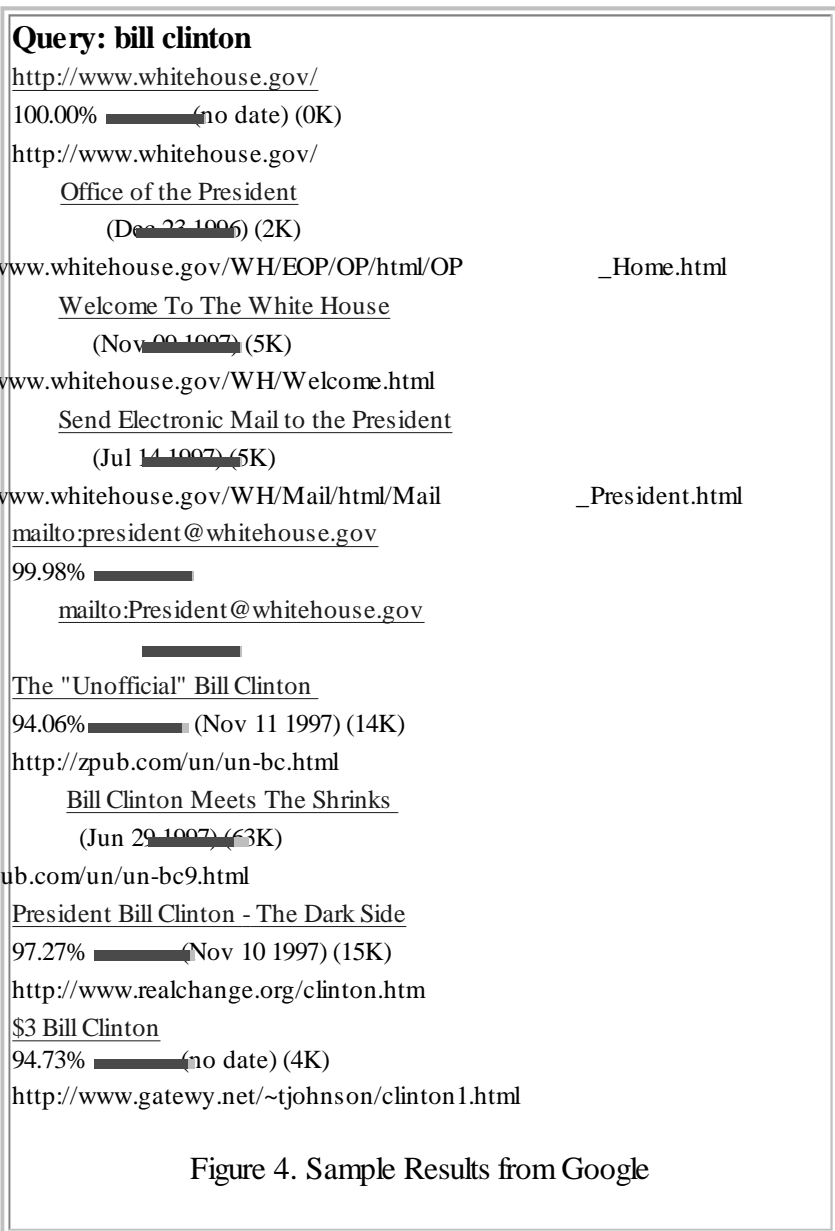 Query: bill clinton
http://www.whitehouse.gov/
100.00% (no date) (0K)
http://www.whitehouse.gov/
Office of the President
(Dec 23 1996) (2K)
www.whitehouse.gov/WH/EOP/OP/html/OP _Home.html
Welcome To The White House
(Nov 09 1997) (5K)
www.whitehouse.gov/WH/Welcome.html
Send Electronic Mail to the President
(Jul 14 1997) (5K)
www.whitehouse.gov/WH/Mail/html/Mail _President.html
mailto:president@whitehouse.gov
99.98%
mailto:President@whitehouse.gov
The "Unofficial" Bill Clinton
94.06% (Nov 11 1997) (14K)
http://zpub.com/un/un-bc.html
Bill Clinton Meets The Shrinks
(Jun 29 1997) (63K)
ub.com/un/un-bc9.html
President Bill Clinton - The Dark Side
97.27% (Nov 10 1997) (15K)
http://www.realchange.org/clinton.htm
$3 Bill Clinton
94.73% (no date) (4K)
http://www.gatewy.net/~tjohnson/clinton1.html
Figure 4. Sample Results from Google